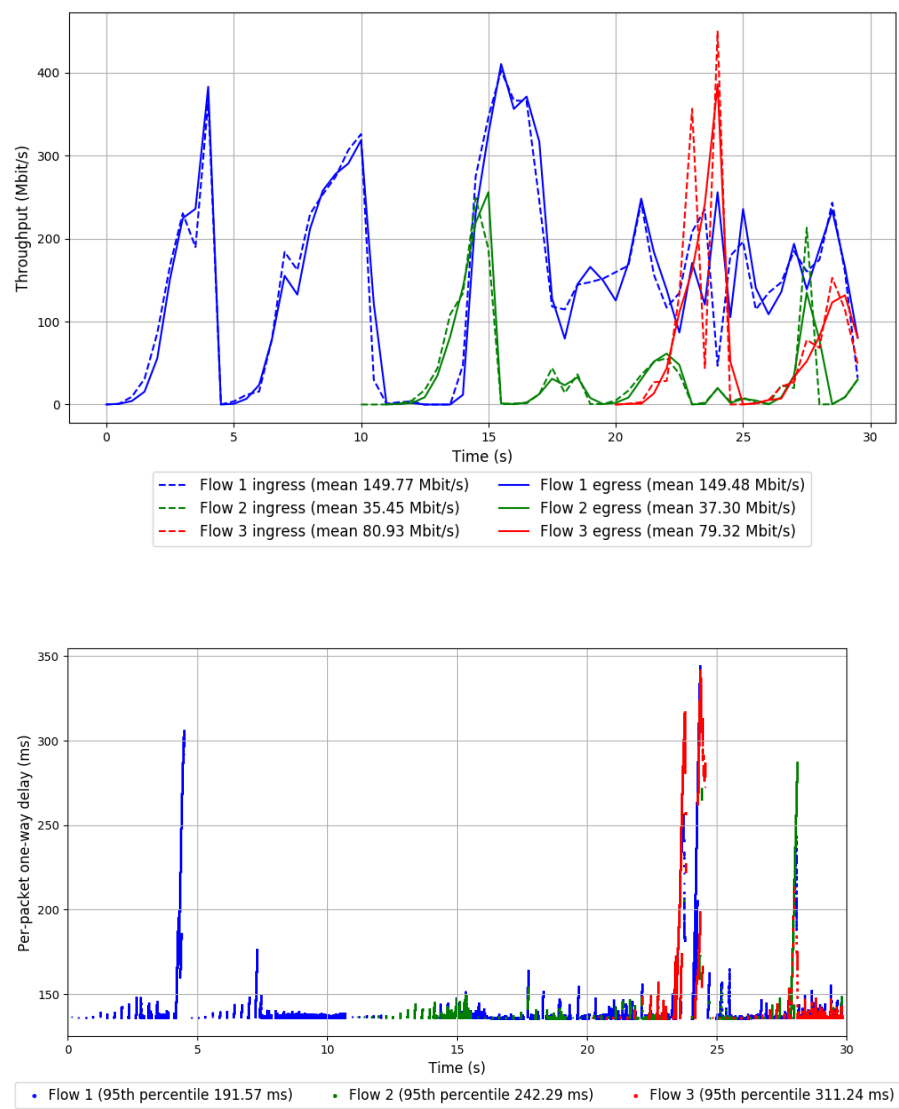 400
300
200
100
0
Throughput (Mbit/s)
0 5 10 15 20 25 30
Time (s)
Flow 1 ingress (mean 149.77 Mbit/s) Flow 1 egress (mean 149.48 Mbit/s)
Flow 2 ingress (mean 35.45 Mbit/s) Flow 2 egress (mean 37.30 Mbit/s)
Flow 3 ingress (mean 80.93 Mbit/s) Flow 3 egress (mean 79.32 Mbit/s)
350
300
250
200
150
Per-packet one-way delay (ms)
0 5 10 15 20 25 30
Time (s)
Flow 1 (95th percentile 191.57 ms) Flow 2 (95th percentile 242.29 ms) Flow 3 (95th percentile 311.24 ms)